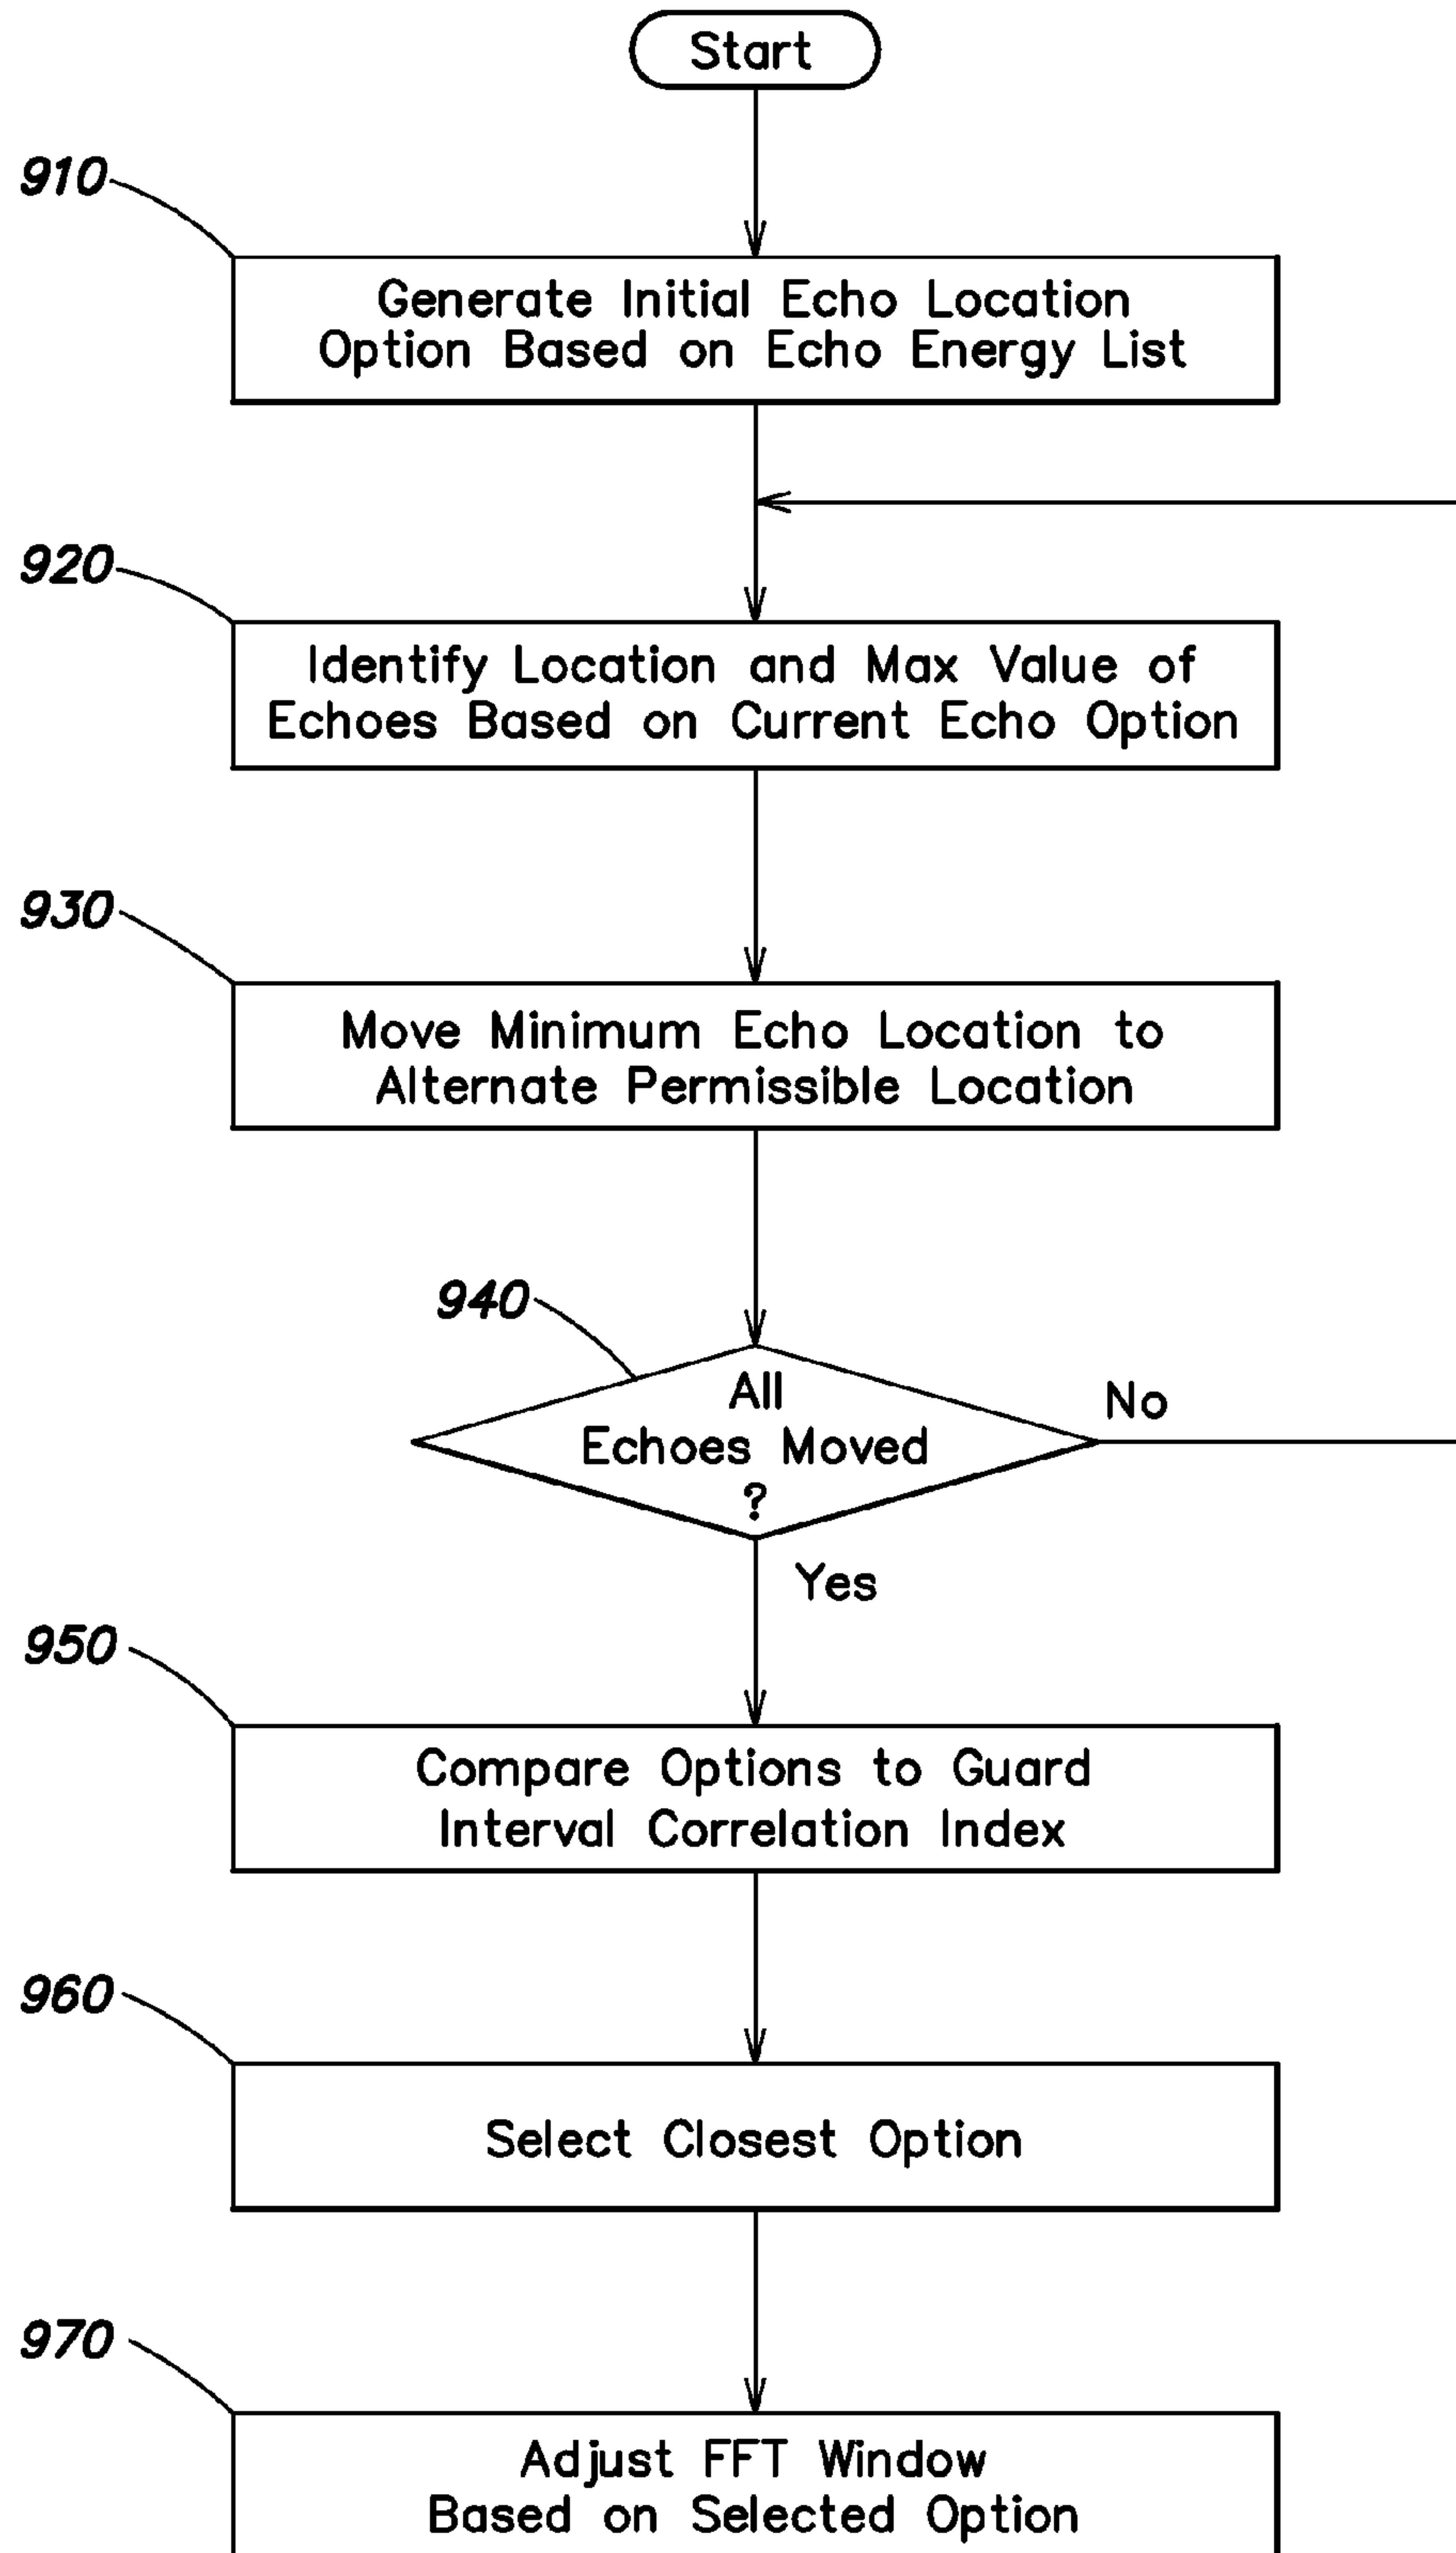 Start
910
Generate Initial Echo Location
Option Based on Echo Energy List
920
Identify Location and Max Value of
Echoes Based on Current Echo Option
930
Move Minimum Echo Location to
Alternate Permissible Location
940
All
Echoes Moved
?
No
Yes
950
Compare Options to Guard
Interval Correlation Index
960
Select Closest Option
970
Adjust FFT Window
Based on Selected Option